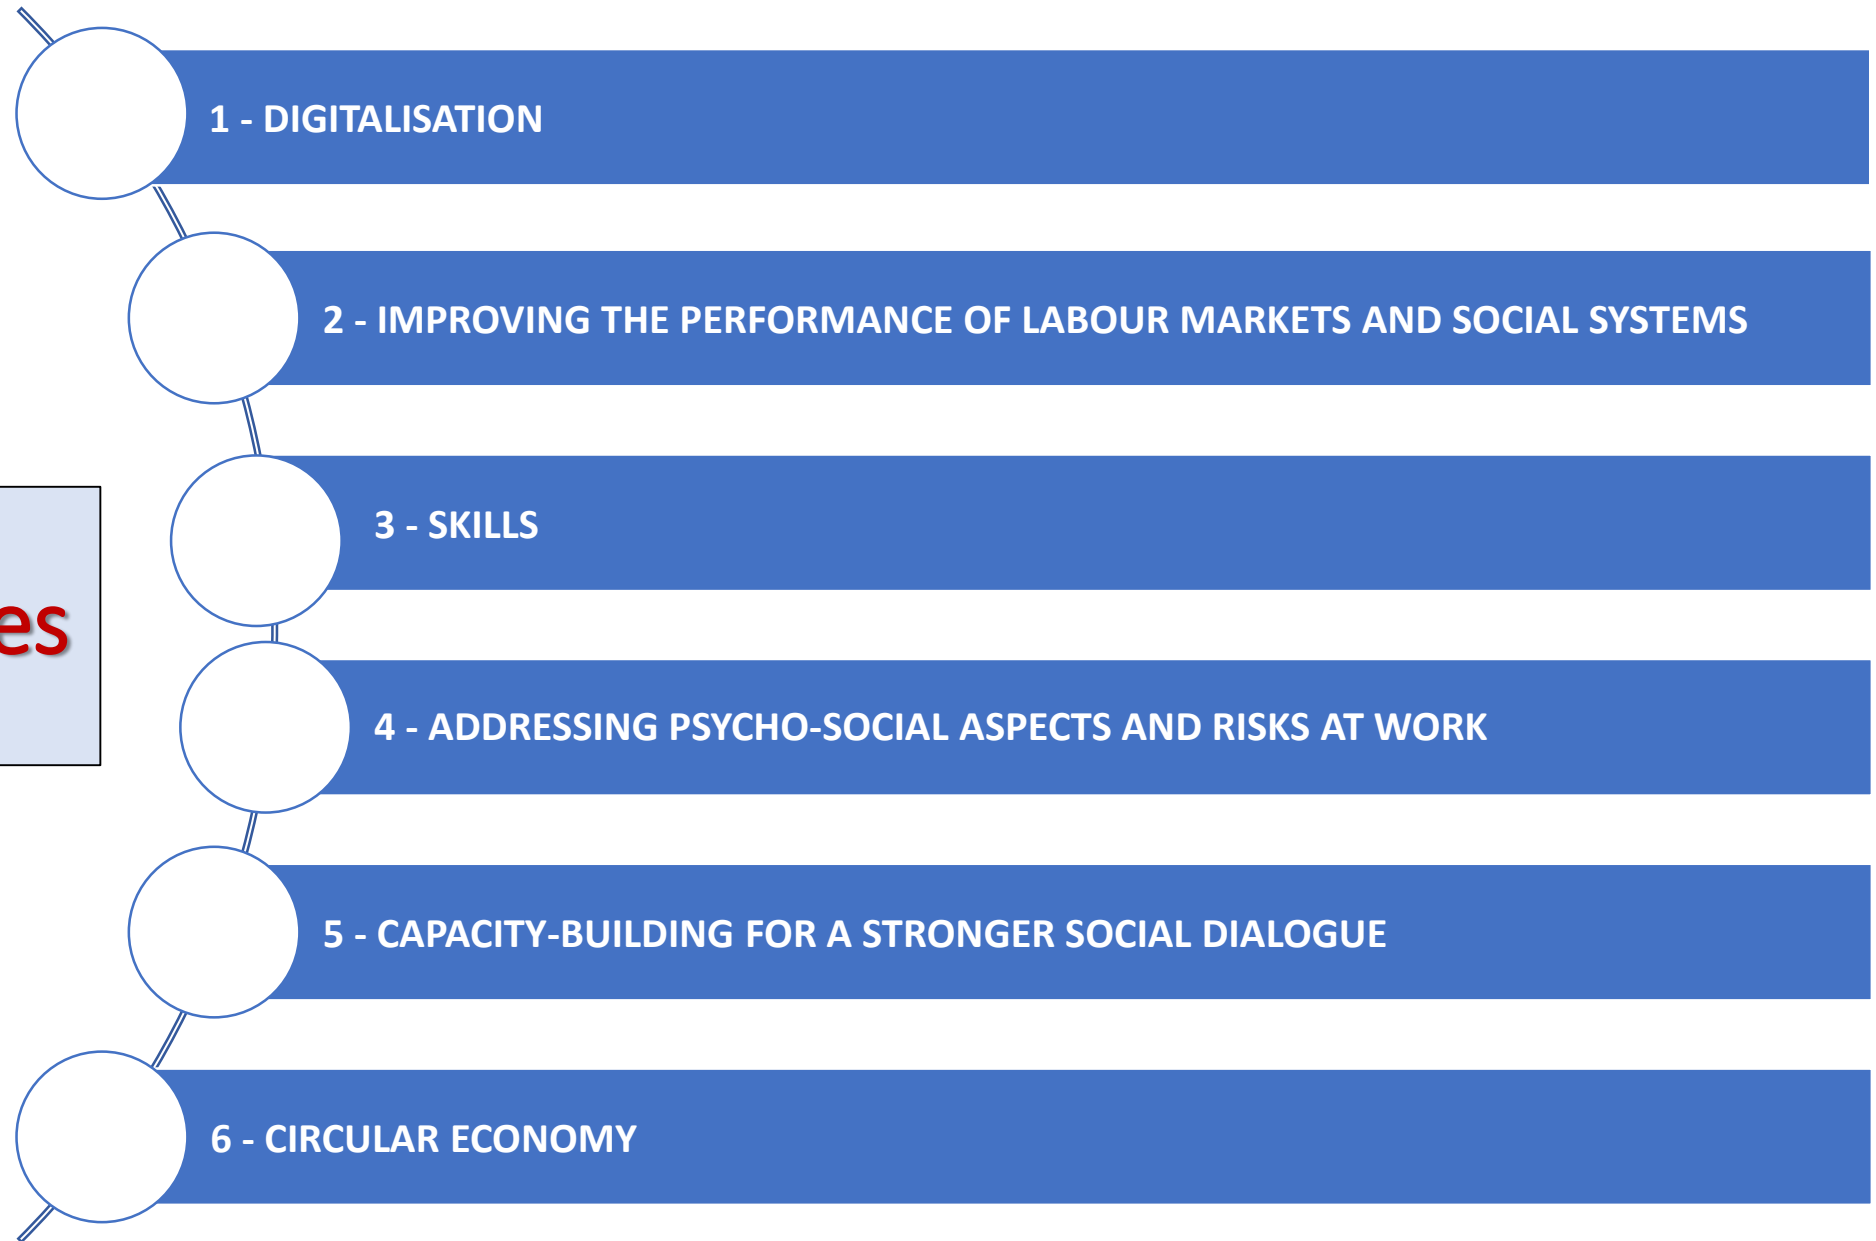 1 - DIGITALISATION
2 - IMPROVING THE PERFORMANCE OF LABOUR MARKETS AND SOCIAL SYSTEMS
3 - SKILLS
es
4 - ADDRESSING PSYCHO-SOCIAL ASPECTS AND RISKS AT WORK
5 - CAPACITY-BUILDING FOR A STRONGER SOCIAL DIALOGUE
6 - CIRCULAR ECONOMY